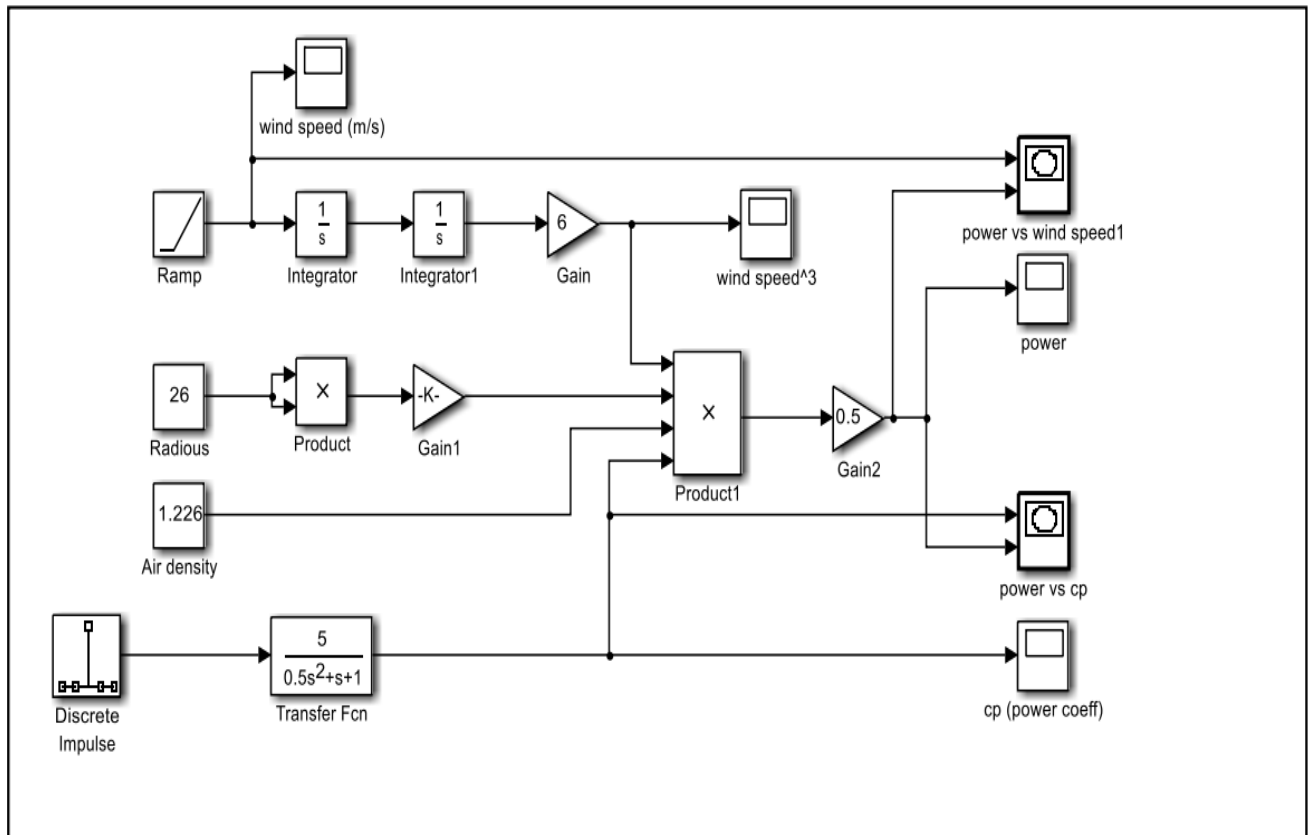 wind speed (m/s)
power vs wind speed1
Ramp
1
s
Integrator
1
s
Integrator1
6
Gain
wind speed^3
power
26
Radious
X
Product
-K-
Gain1
X
Product1
0.5
Gain2
1.226
Air density
power vs cp
Discrete
Impulse
5
0.5s2+s+1
Transfer Fcn
cp (power coeff)